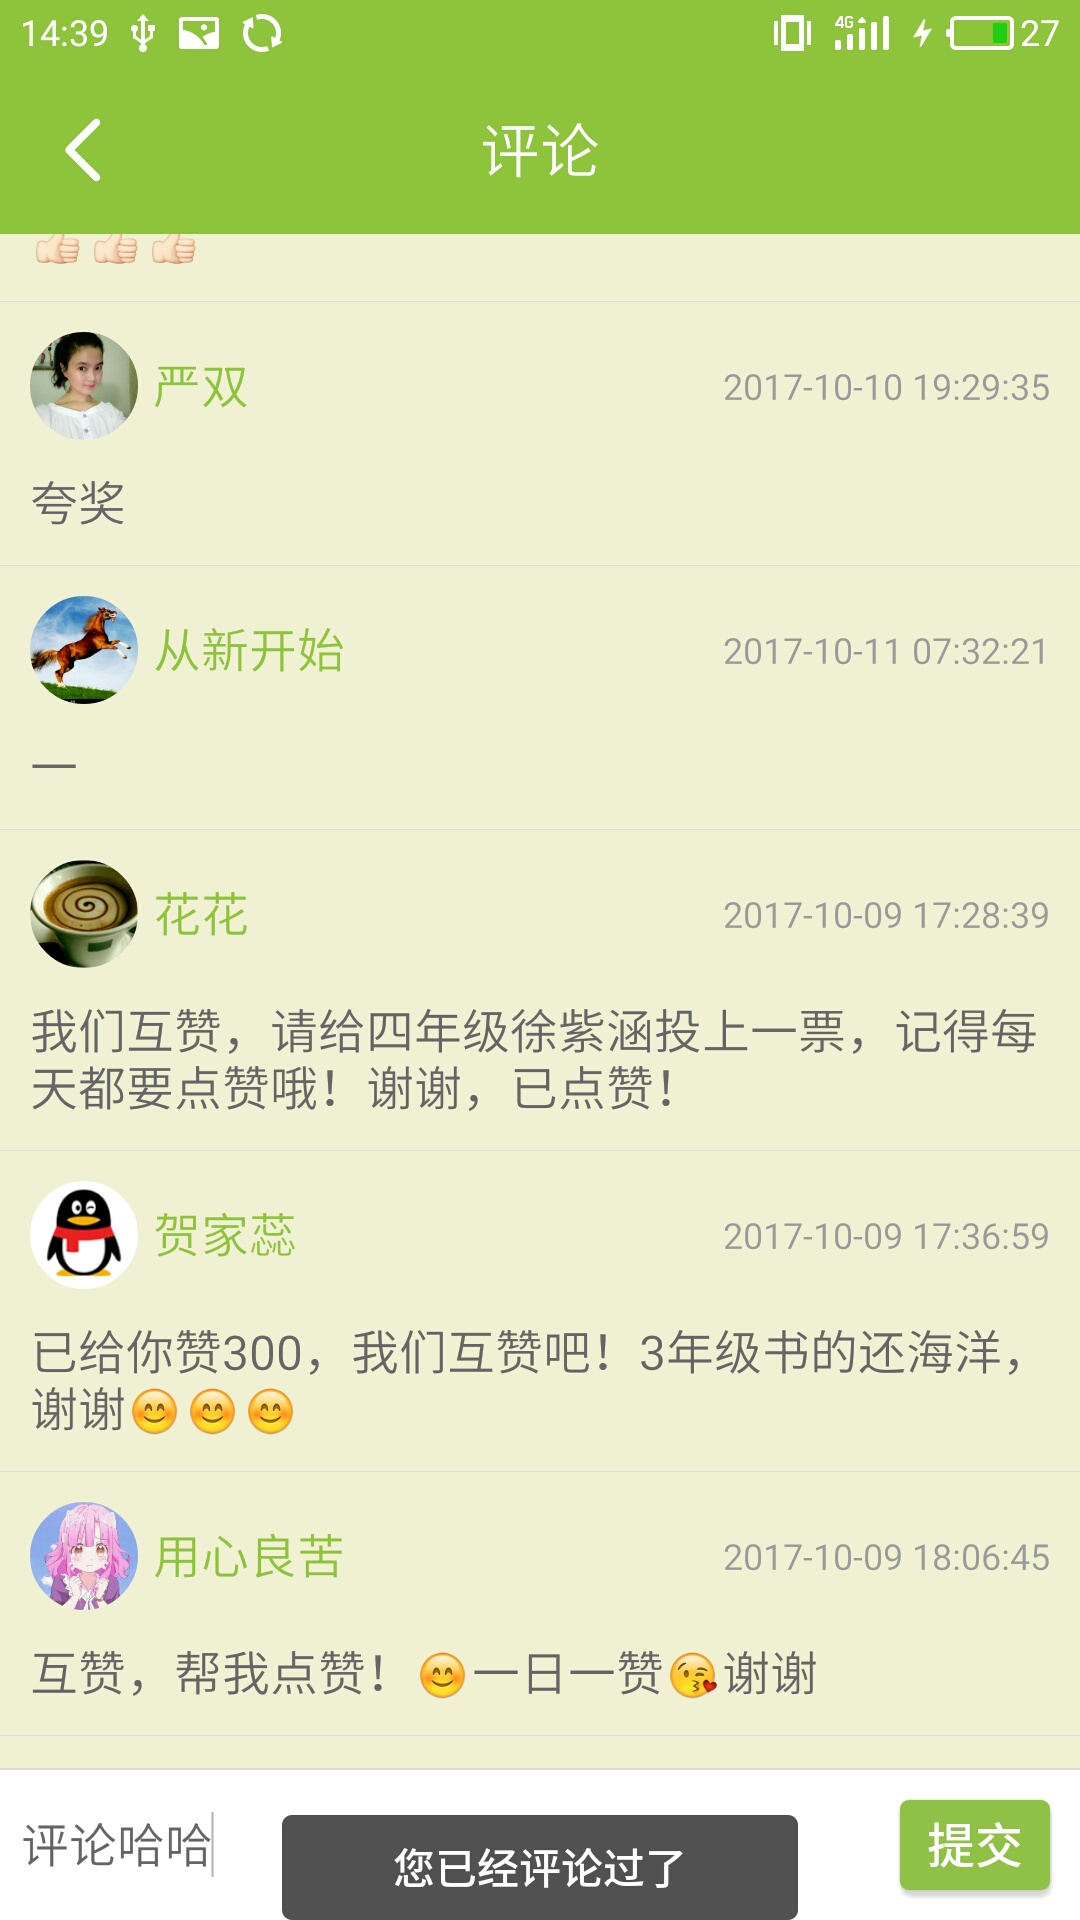 14:39
4G
27
评论
严双
2017-10-10 19:29:35
夸奖
从新开始
2017-10-11 07:32:21
一
花花
2017-10-09 17:28:39
我们互赞，请给四年级徐紫涵投上一票，记得每
天都要点赞哦！谢谢，已点赞！
贺家蕊
2017-10-09 17:36:59
已给你赞300，我们互赞吧！3年级书的还海洋，
谢谢😊😊😊
用心良苦
2017-10-09 18:06:45
互赞，帮我点赞！😊一日一赞😘谢谢
评论哈哈
您已经评论过了
提交